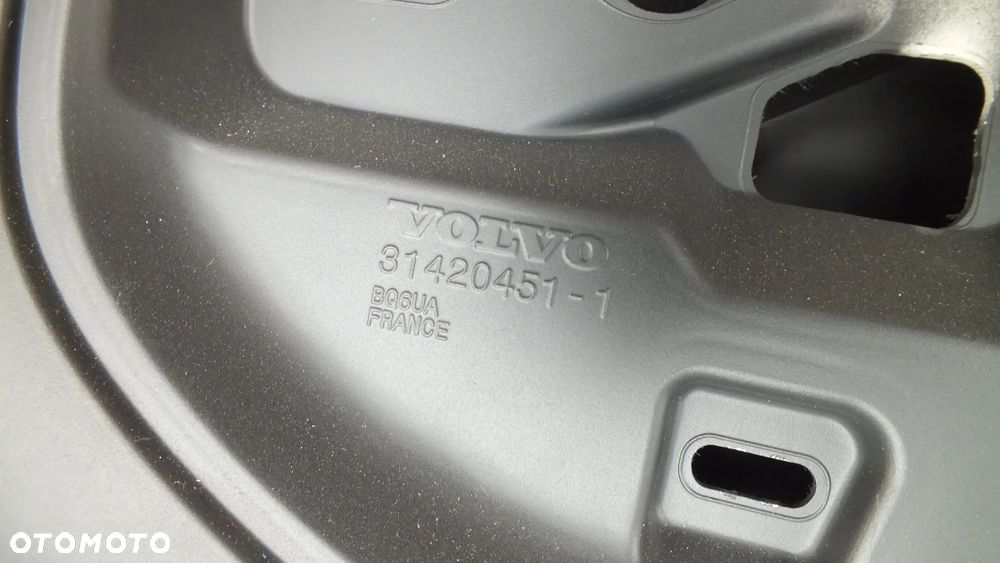 VOLVO
31420451-1
BQ6UA
FRANCE
OTOMOTO